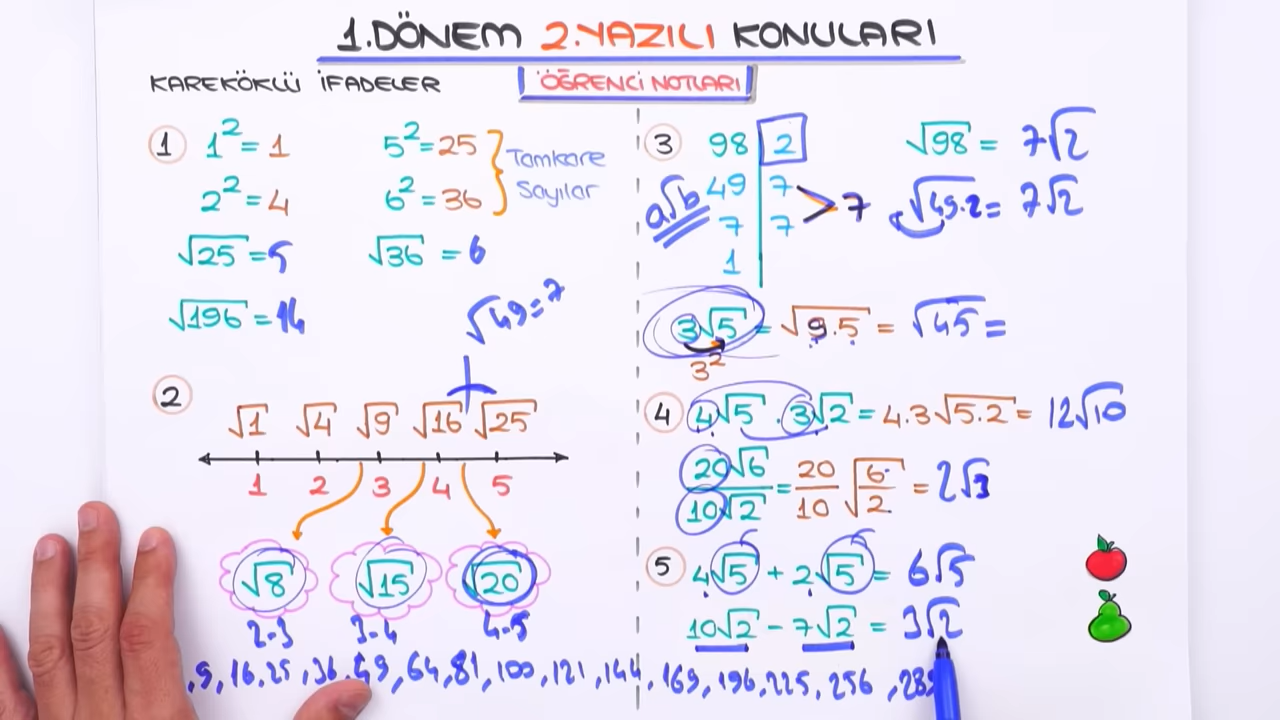 1.DÖNEM 2.YAZILI KONULARI
KAREKÖKLÜ İFADELER
ÖĞRENCİ NOTLARI
1
1² = 1
5² = 25
2² = 4
6² = 36
Tamkare
Sayılar
√25 = 5
√36 = 6
√196 = 14
√49 = 7
2
√1 √4 √9 √16 √25
1 2 3 4 5
√8 √15 √20
2-3 3-4 4-5
3
98 2
49 7
7 7
1
> 7
a√b
√98 = 7√2
√49.2 = 7√2
3√5 = √9.5 = √45 =
3²
4
4√5 . 3√2 = 4.3√5.2 = 12√10
20√6/10√2 = 20/10 √6/2 = 2√3
5
4√5 + 2√5 = 6√5
10√2 - 7√2 = 3√2
,9,16,25,36,49,64,81,100,121,144,169,196,225,256,289